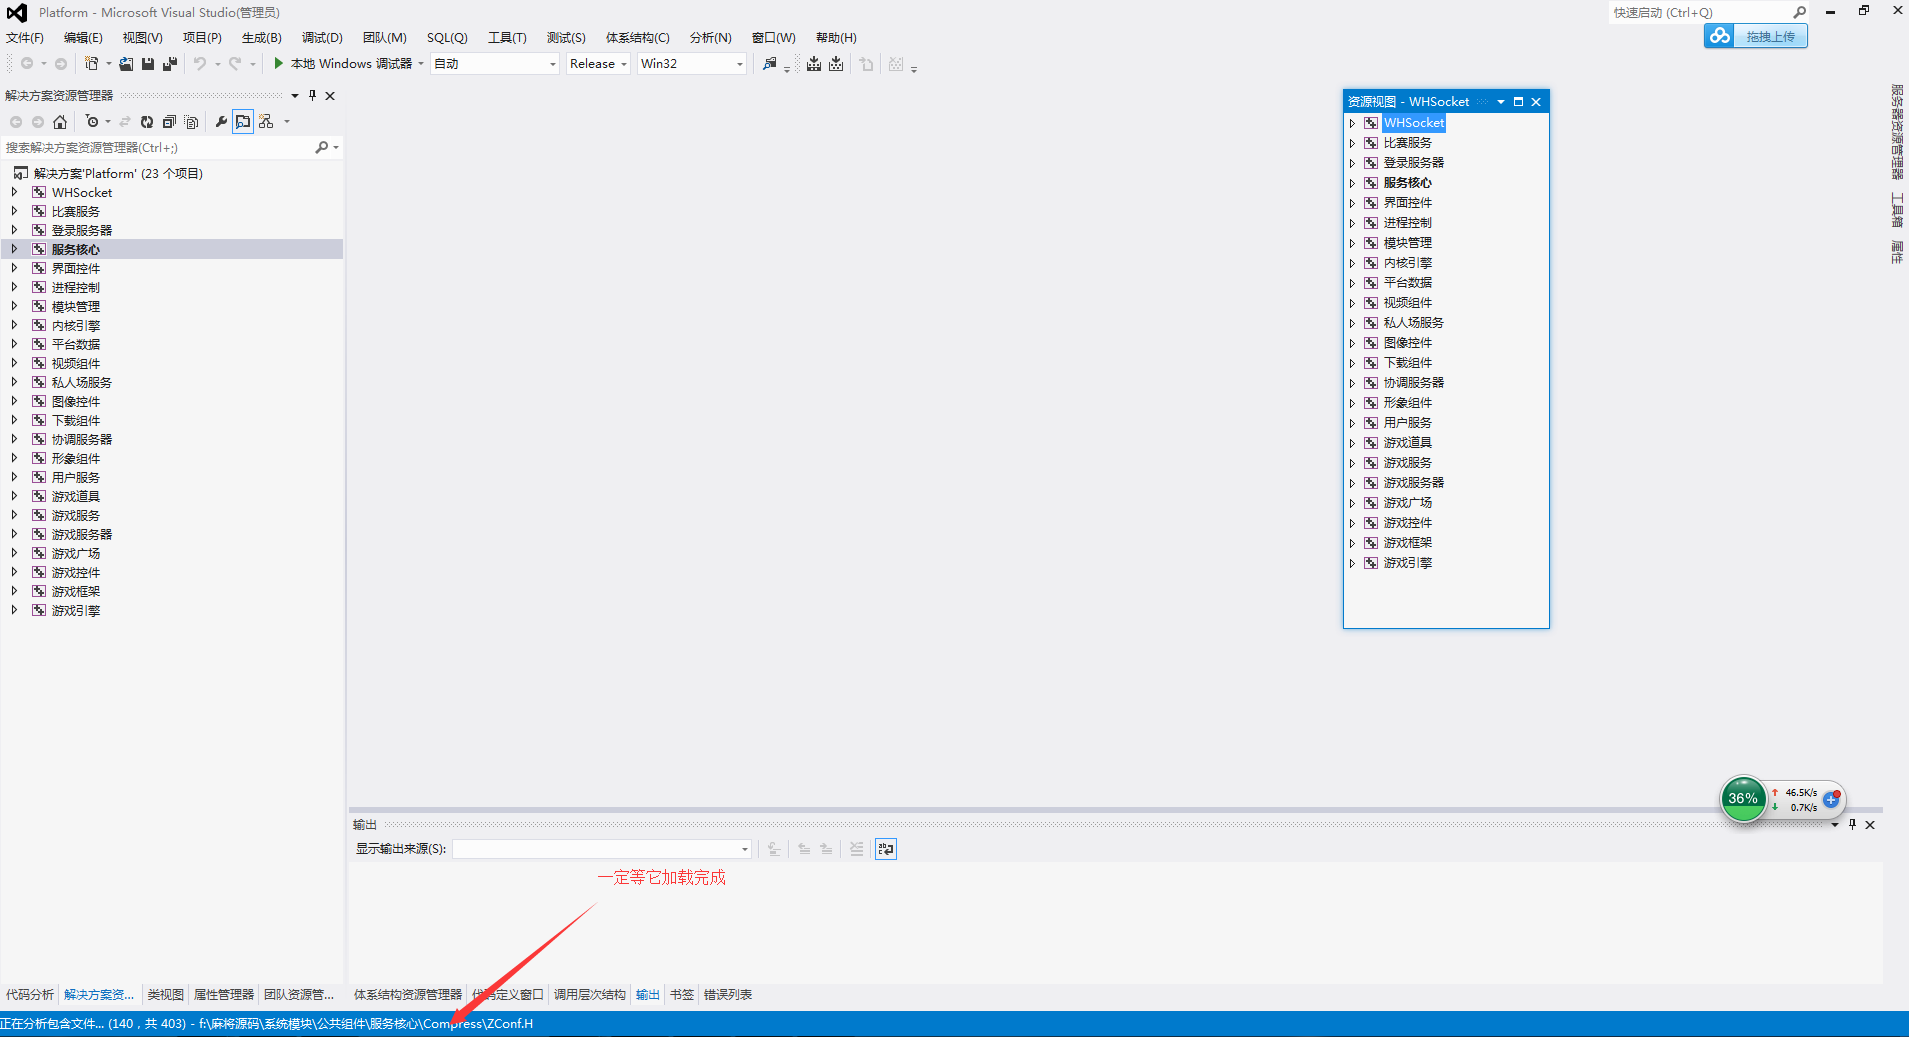 Platform - Microsoft Visual Studio(管理员)
快速启动 (Ctrl+Q)
文件(F) 编辑(E) 视图(V) 项目(P) 生成(B) 调试(D) 团队(M) SQL(Q) 工具(T) 测试(S) 体系结构(C) 分析(N) 窗口(W) 帮助(H)
拖拽上传
本地 Windows 调试器 自动 Release Win32
解决方案资源管理器
搜索解决方案资源管理器(Ctrl+;)
解决方案'Platform' (23 个项目)
WHSocket
比赛服务
登录服务器
服务核心
界面控件
进程控制
模块管理
内核引擎
平台数据
视频组件
私人场服务
图像控件
下载组件
协调服务器
形象组件
用户服务
游戏道具
游戏服务
游戏服务器
游戏广场
游戏控件
游戏框架
游戏引擎
资源视图 - WHSocket
WHSocket
比赛服务
登录服务器
服务核心
界面控件
进程控制
模块管理
内核引擎
平台数据
视频组件
私人场服务
图像控件
下载组件
协调服务器
形象组件
用户服务
游戏道具
游戏服务
游戏服务器
游戏广场
游戏控件
游戏框架
游戏引擎
服务器资源管理器
工具箱
属性
36%
46.5K/s
0.7K/s
输出
显示输出来源(S):
一定等它加载完成
代码分析 解决方案资... 类视图 属性管理器 团队资源管... 体系结构资源管理器 代码定义窗口 调用层次结构 输出 书签 错误列表
正在分析包含文件... (140，共 403) - f:\麻将源码\系统模块\公共组件\服务核心\Compress\ZConf.H